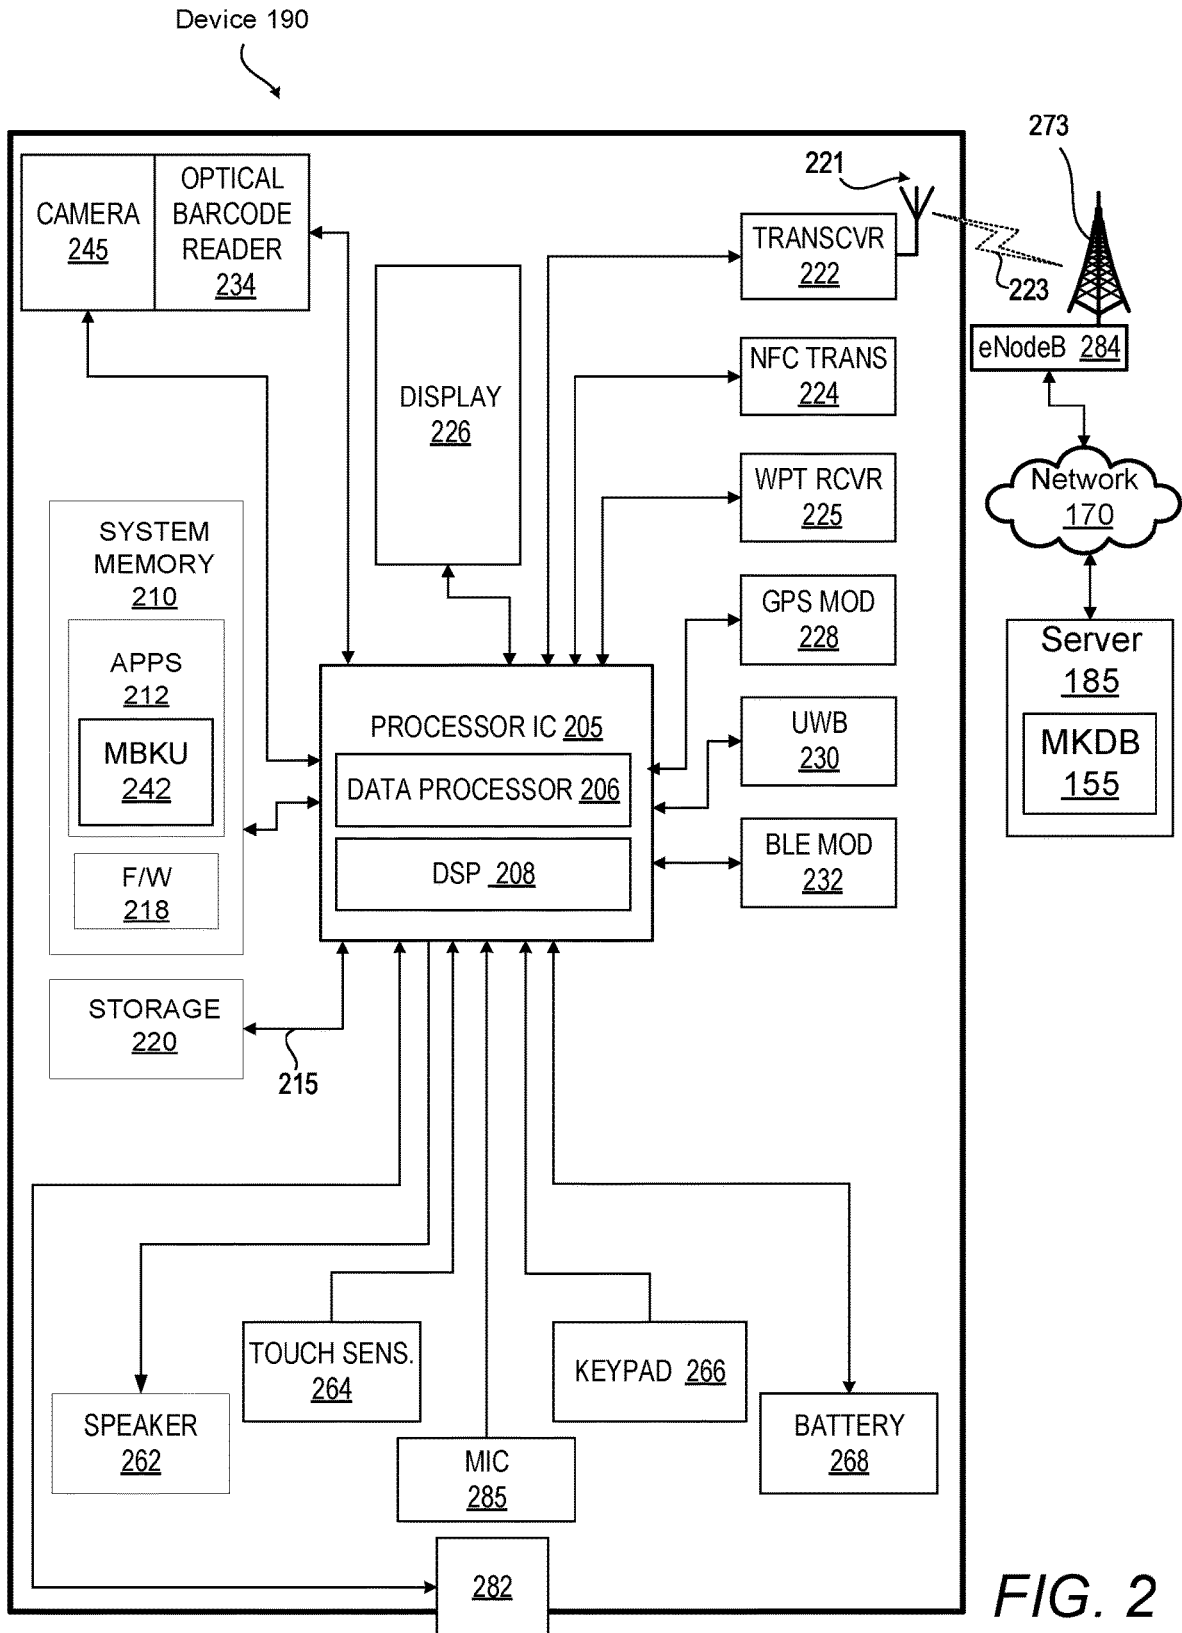 Device 190
273
221
CAMERA
245
OPTICAL
BARCODE
READER
234
TRANSCVR
222
223
eNodeB 284
DISPLAY
226
NFC TRANS
224
WPT RCVR
225
Network
170
SYSTEM
MEMORY
210
APPS
212
MBKU
242
F/W
218
GPS MOD
228
Server
185
MKDB
155
PROCESSOR IC 205
DATA PROCESSOR 206
DSP 208
UWB
230
BLE MOD
232
STORAGE
220
215
TOUCH SENS.
264
KEYPAD 266
SPEAKER
262
BATTERY
268
MIC
285
282
FIG. 2